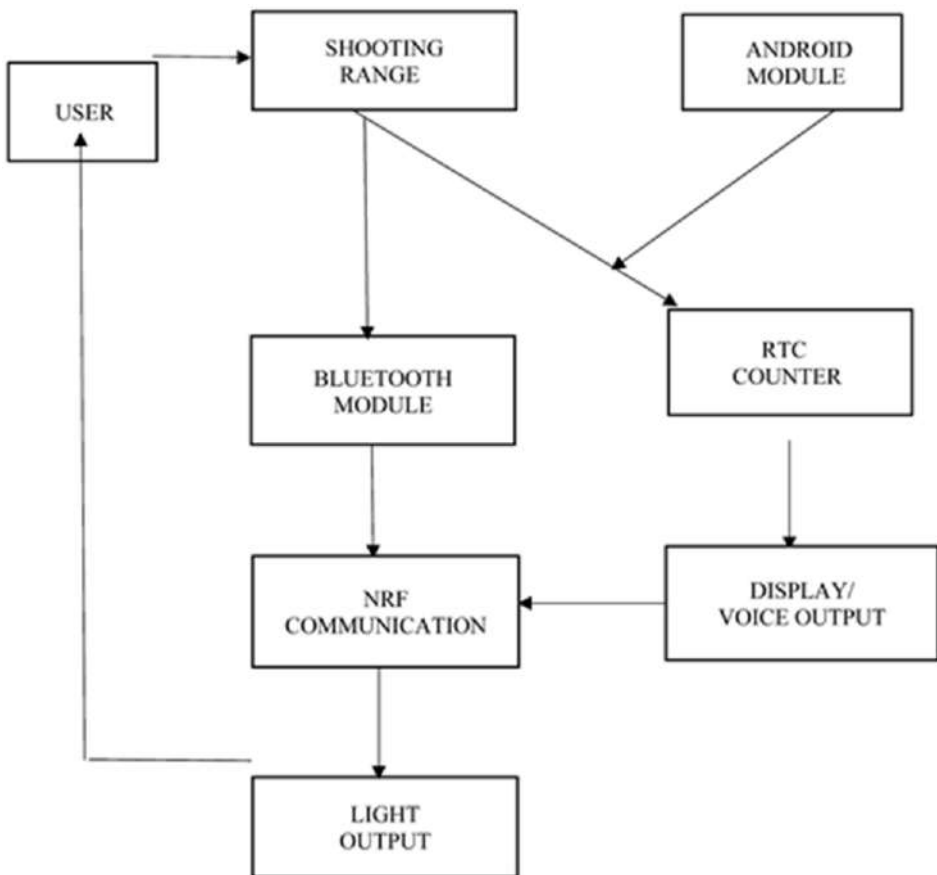 SHOOTING
RANGE
ANDROID
MODULE
USER
BLUETOOTH
MODULE
RTC
COUNTER
NRF
COMMUNICATION
DISPLAY/
VOICE OUTPUT
LIGHT
OUTPUT